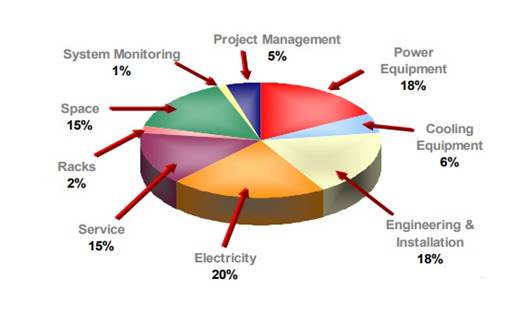 Project Management
5%
System Monitoring
1%
Power
Equipment
18%
Space
15%
Cooling
Equipment
6%
Racks
2%
Service
15%
Engineering &
Installation
18%
Electricity
20%